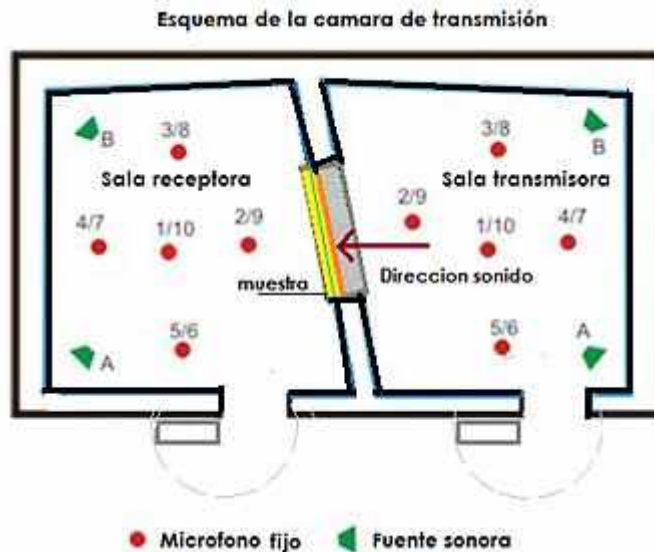 Esquema de la camara de transmisión
3/8
3/8
B
B
Sala receptora
Sala transmisora
4/7
1/10
2/9
2/9
1/10
4/7
muestra
Direccion sonido
5/6
5/6
A
A
Microfono fijo
Fuente sonora